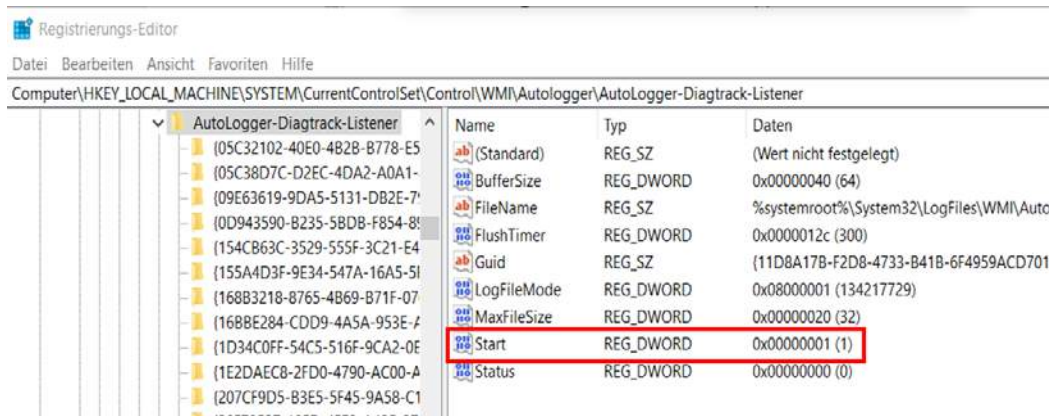 Registrierungs-Editor
Datei Bearbeiten Ansicht Favoriten Hilfe
Computer\HKEY_LOCAL_MACHINE\SYSTEM\CurrentControlSet\Control\WMI\Autologger\AutoLogger-Diagtrack-Listener
AutoLogger-Diagtrack-Listener
{05C32102-40E0-4B2B-B778-E5
{05C38D7C-D2EC-4DA2-A0A1-
{09E63619-9DA5-5131-DB2E-7
{0D943590-B235-5BDB-F854-8
{154CB63C-3529-555F-3C21-E4
{155A4D3F-9E34-547A-16A5-5
{168B3218-8765-4B69-B71F-07
{16BBE284-CDD9-4A5A-953E-
{1D34C0FF-54C5-516F-9CA2-0E
{1E2DAEC8-2FD0-4790-AC00-A
{207CF9D5-B3E5-5F45-9A58-C1
Name Typ Daten
(Standard) REG_SZ (Wert nicht festgelegt)
BufferSize REG_DWORD 0x00000040 (64)
FileName REG_SZ %systemroot%\System32\LogFiles\WMI\Auto
FlushTimer REG_DWORD 0x0000012c (300)
Guid REG_SZ {11D8A17B-F2D8-4733-B41B-6F4959ACD701
LogFileMode REG_DWORD 0x08000001 (134217729)
MaxFileSize REG_DWORD 0x00000020 (32)
Start REG_DWORD 0x00000001 (1)
Status REG_DWORD 0x00000000 (0)